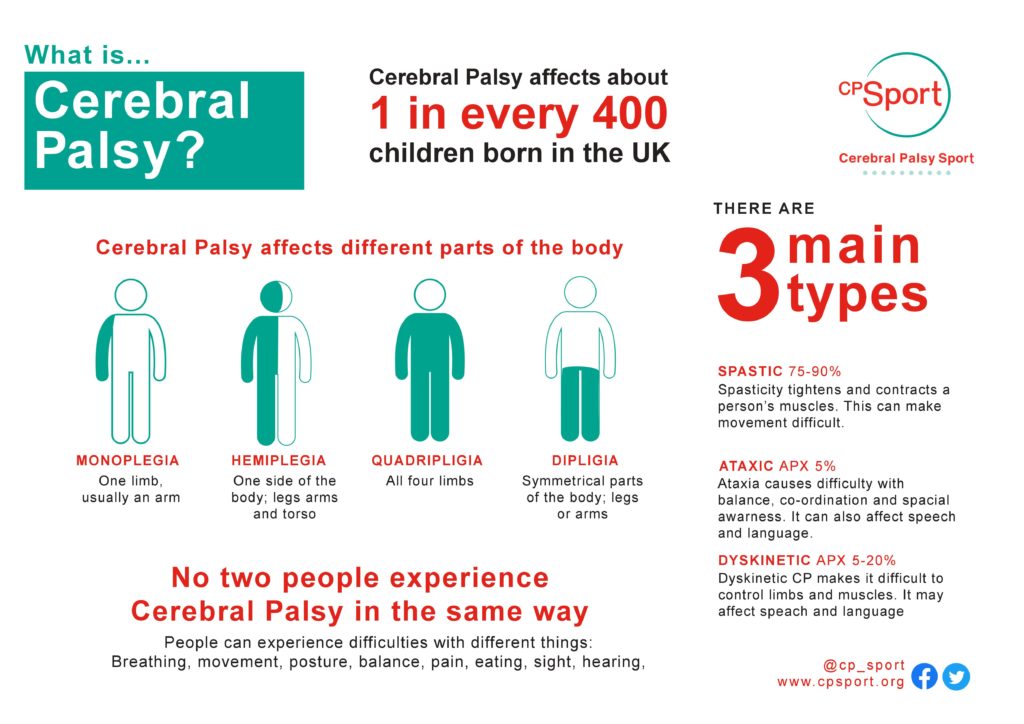 What is...
Cerebral
Palsy?
Cerebral Palsy affects about
1 in every 400
children born in the UK
CPSport
Cerebral Palsy Sport
Cerebral Palsy affects different parts of the body
MONOPLEGIA
One limb,
usually an arm
HEMIPLEGIA
One side of the
body; legs arms
and torso
QUADRIPLIGIA
All four limbs
DIPLIGIA
Symmetrical parts
of the body; legs
or arms
No two people experience
Cerebral Palsy in the same way
People can experience difficulties with different things:
Breathing, movement, posture, balance, pain, eating, sight, hearing,
THERE ARE
3 main
types
SPASTIC 75-90%
Spasticity tightens and contracts a
person's muscles. This can make
movement difficult.
ATAXIC APX 5%
Ataxia causes difficulty with
balance, co-ordination and spacial
awarness. It can also affect speech
and language.
DYSKINETIC APX 5-20%
Dyskinetic CP makes it difficult to
control limbs and muscles. It may
affect speach and language
@cp_sport
www.cpsport.org